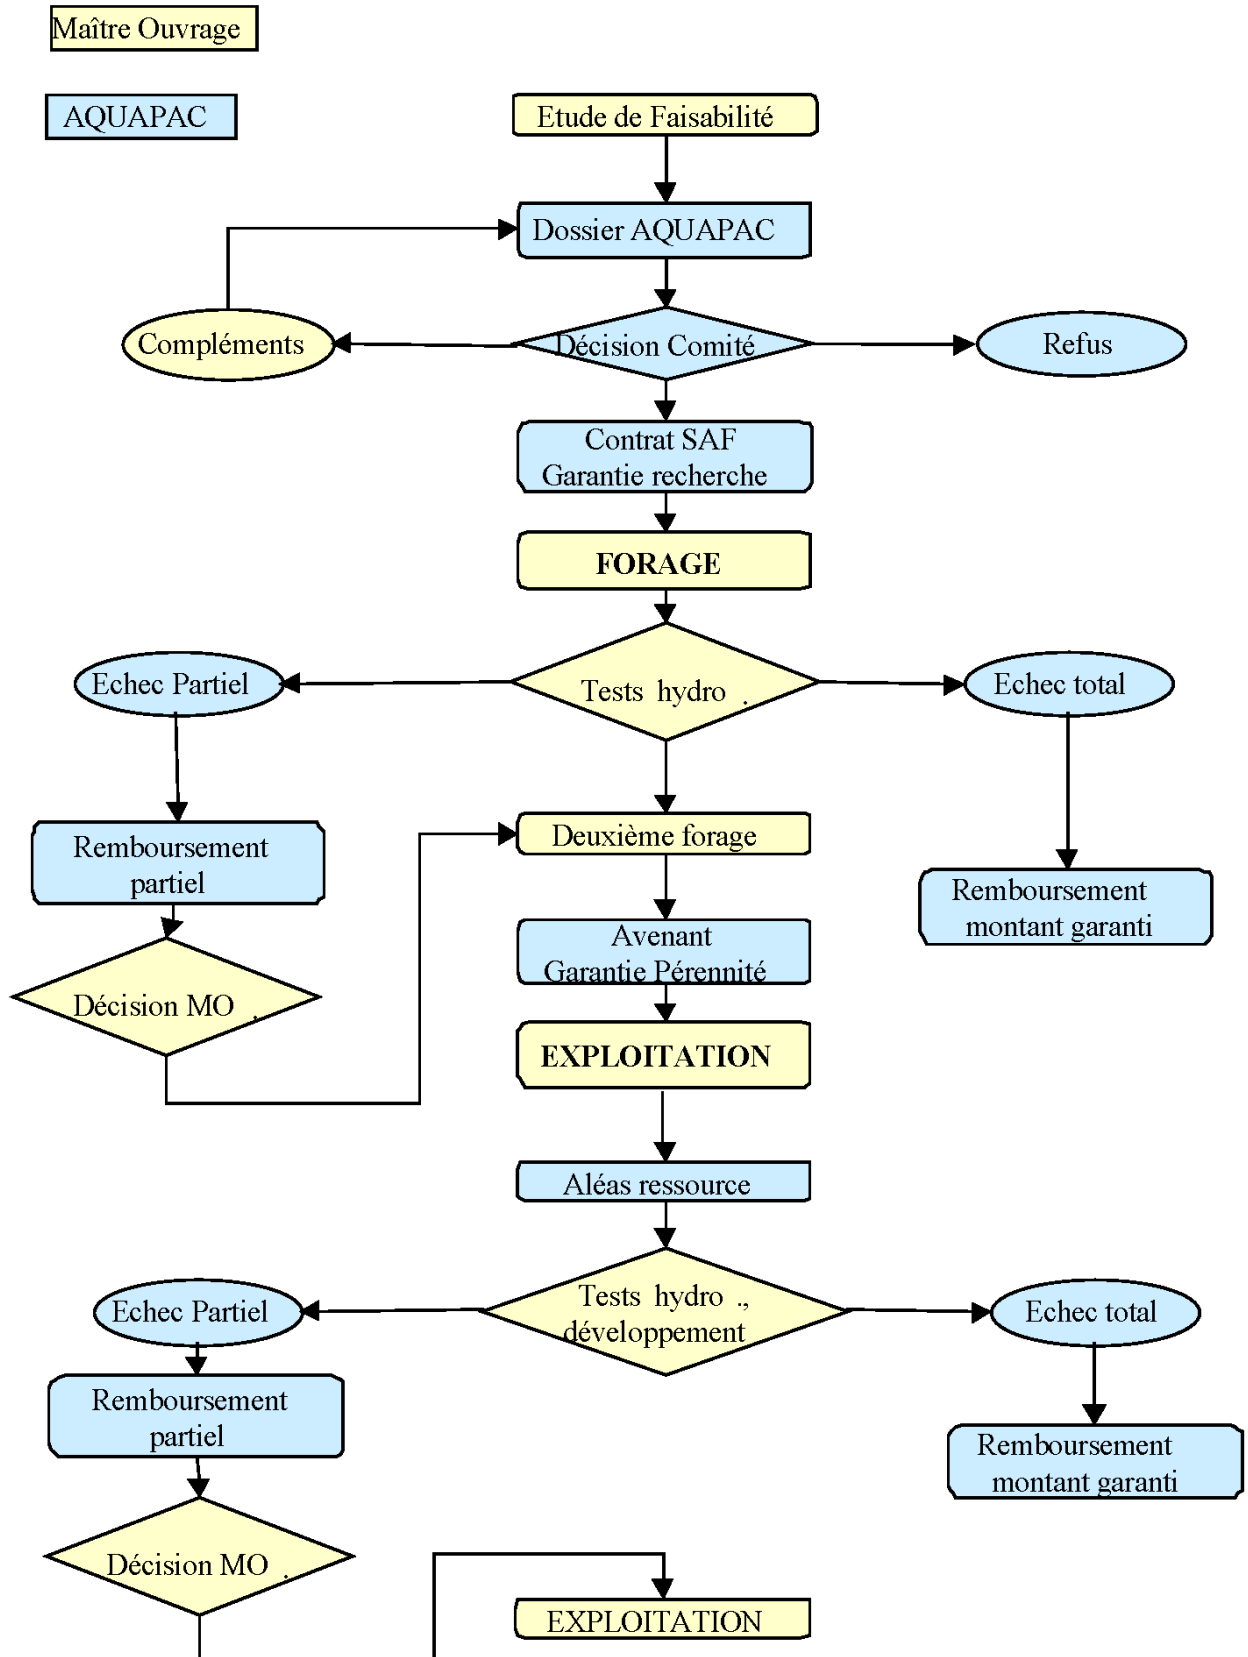 Maître Ouvrage
AQUAPAC
Etude de Faisabilité
Dossier AQUAPAC
Compléments
Décision Comité
Refus
Contrat SAF
Garantie recherche
FORAGE
Echec Partiel
Tests hydro .
Echec total
Remboursement
partiel
Deuxième forage
Remboursement
montant garanti
Avenant
Garantie Pérennité
Décision MO .
EXPLOITATION
Aléas ressource
Echec Partiel
Tests hydro .,
développement
Echec total
Remboursement
partiel
Remboursement
montant garanti
Décision MO .
EXPLOITATION